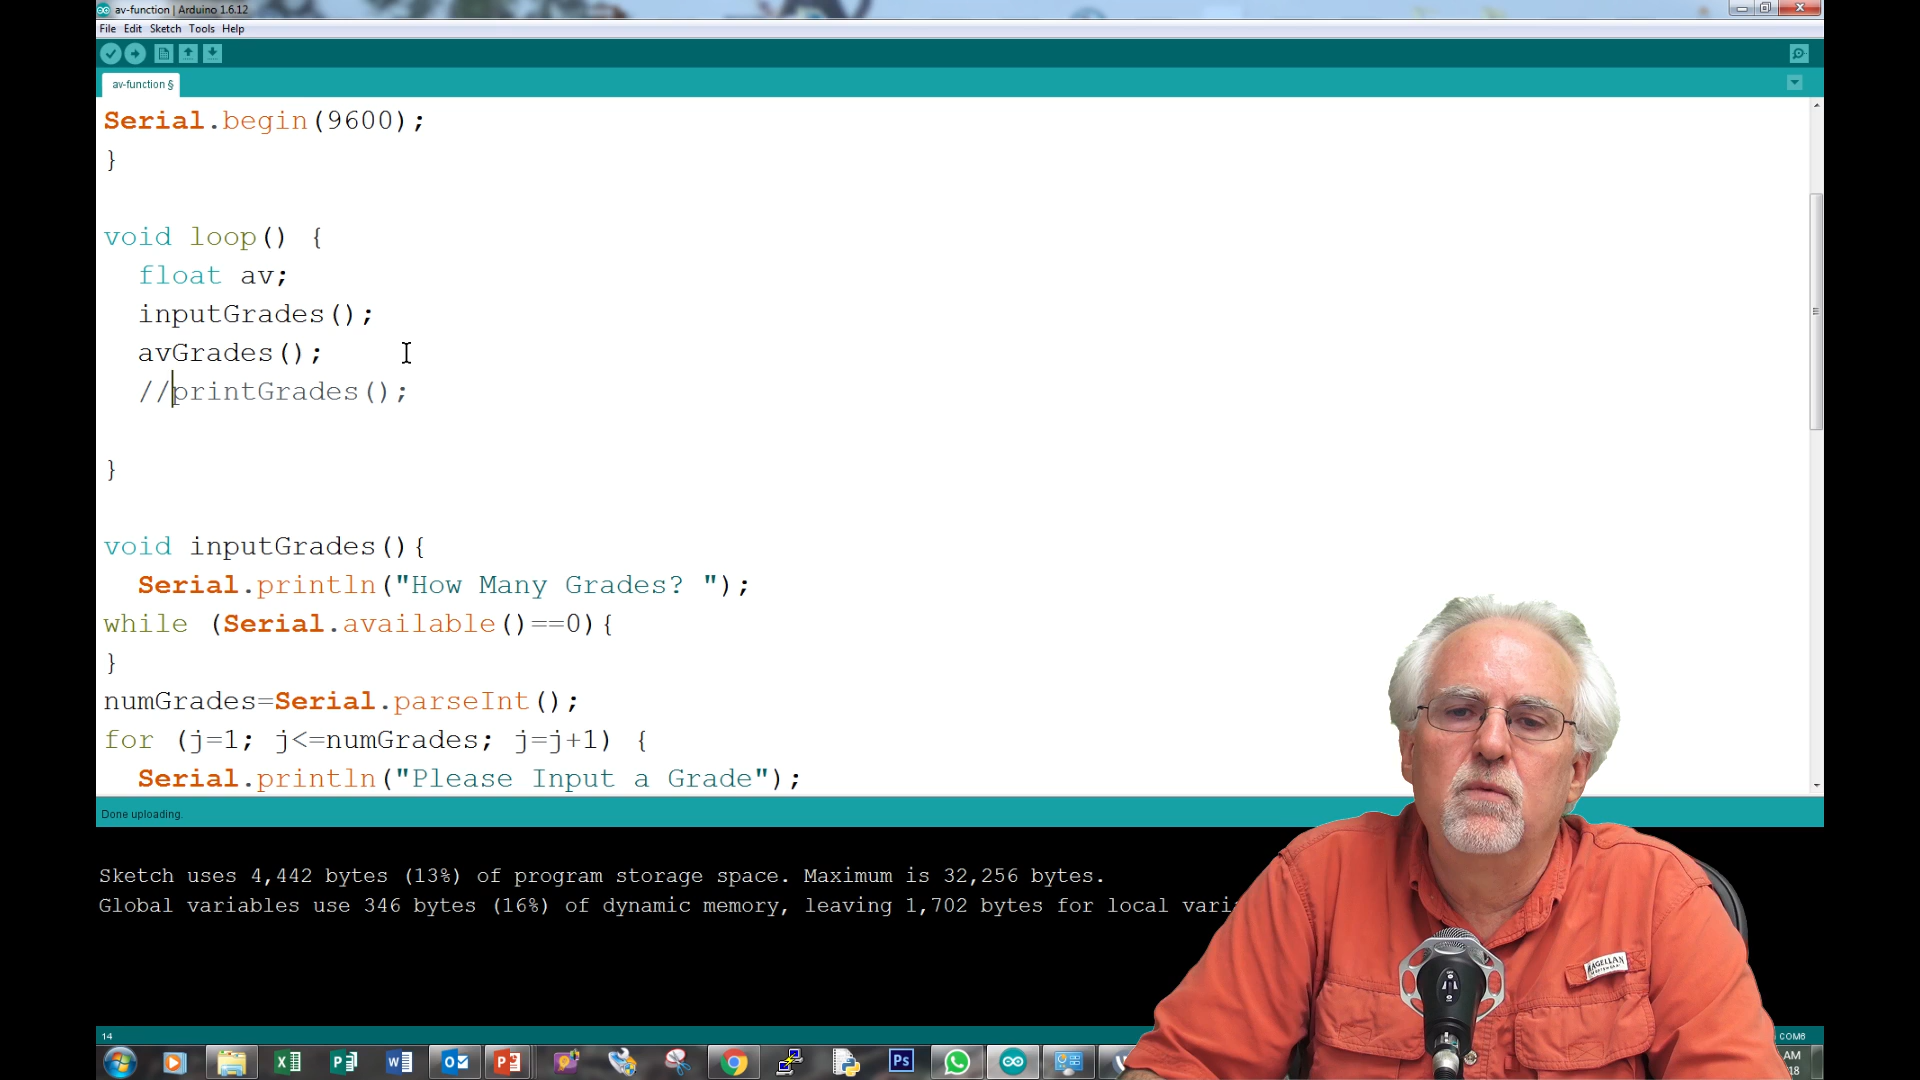 av-function | Arduino 1.6.12
File Edit Sketch Tools Help
av-function §
Serial.begin(9600);
}
void loop() {
float av;
inputGrades();
avGrades();
//printGrades();
}
void inputGrades(){
Serial.println("How Many Grades? ");
while (Serial.available()==0){
}
numGrades=Serial.parseInt();
for (j=1; j<=numGrades; j=j+1) {
Serial.println("Please Input a Grade");
Done uploading.
Sketch uses 4,442 bytes (13%) of program storage space. Maximum is 32,256 bytes.
Global variables use 346 bytes (16%) of dynamic memory, leaving 1,702 bytes for local
MAGELLAN
14
COM6
Ps
AM